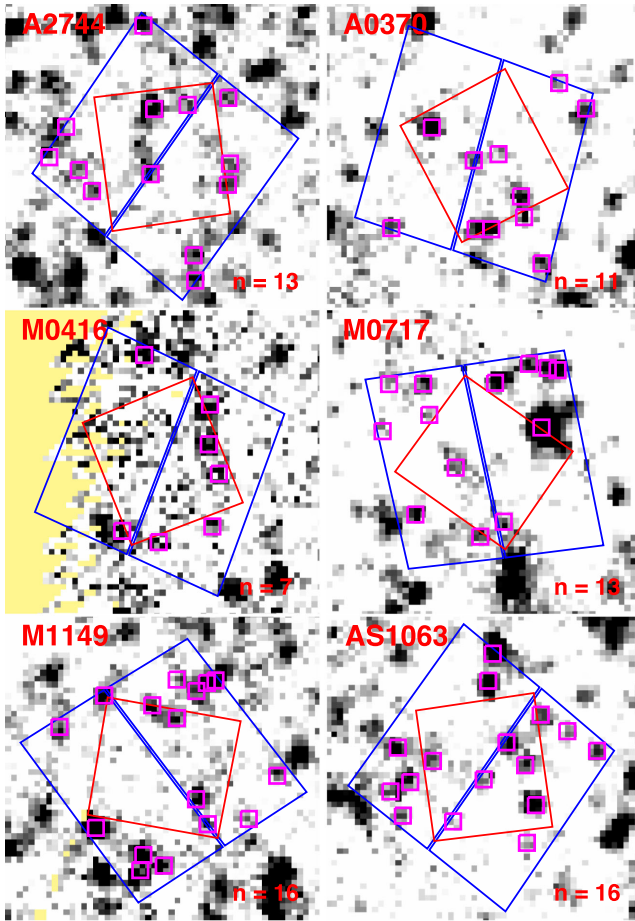 A2744
A0370
n = 13
n = 11
M0416
M0717
n = 7
n = 13
M1149
AS1063
n = 16
n = 16